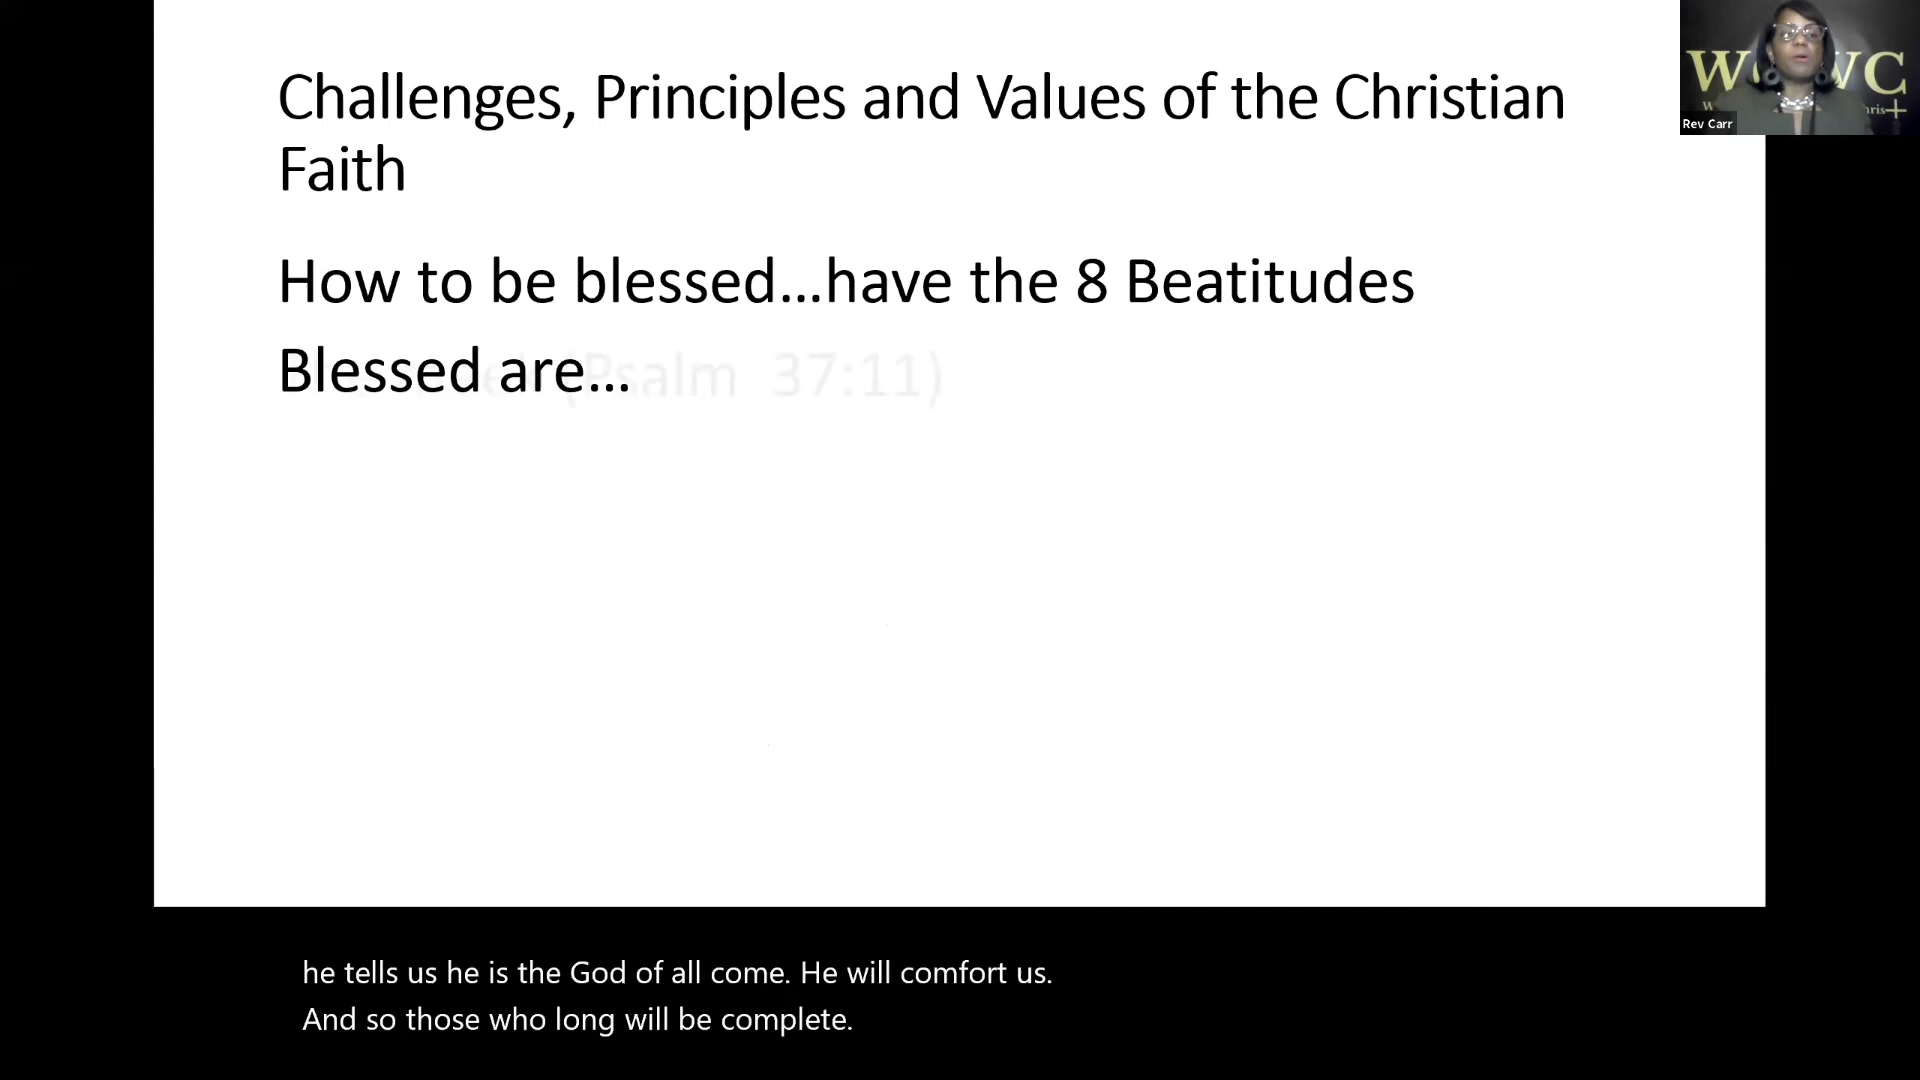 Challenges, Principles and Values of the Christian
Faith
How to be blessed...have the 8 Beatitudes
Blessed are...
(Psalm 37:11)
Rev Carr
he tells us he is the God of all come. He will comfort us.
And so those who long will be complete.